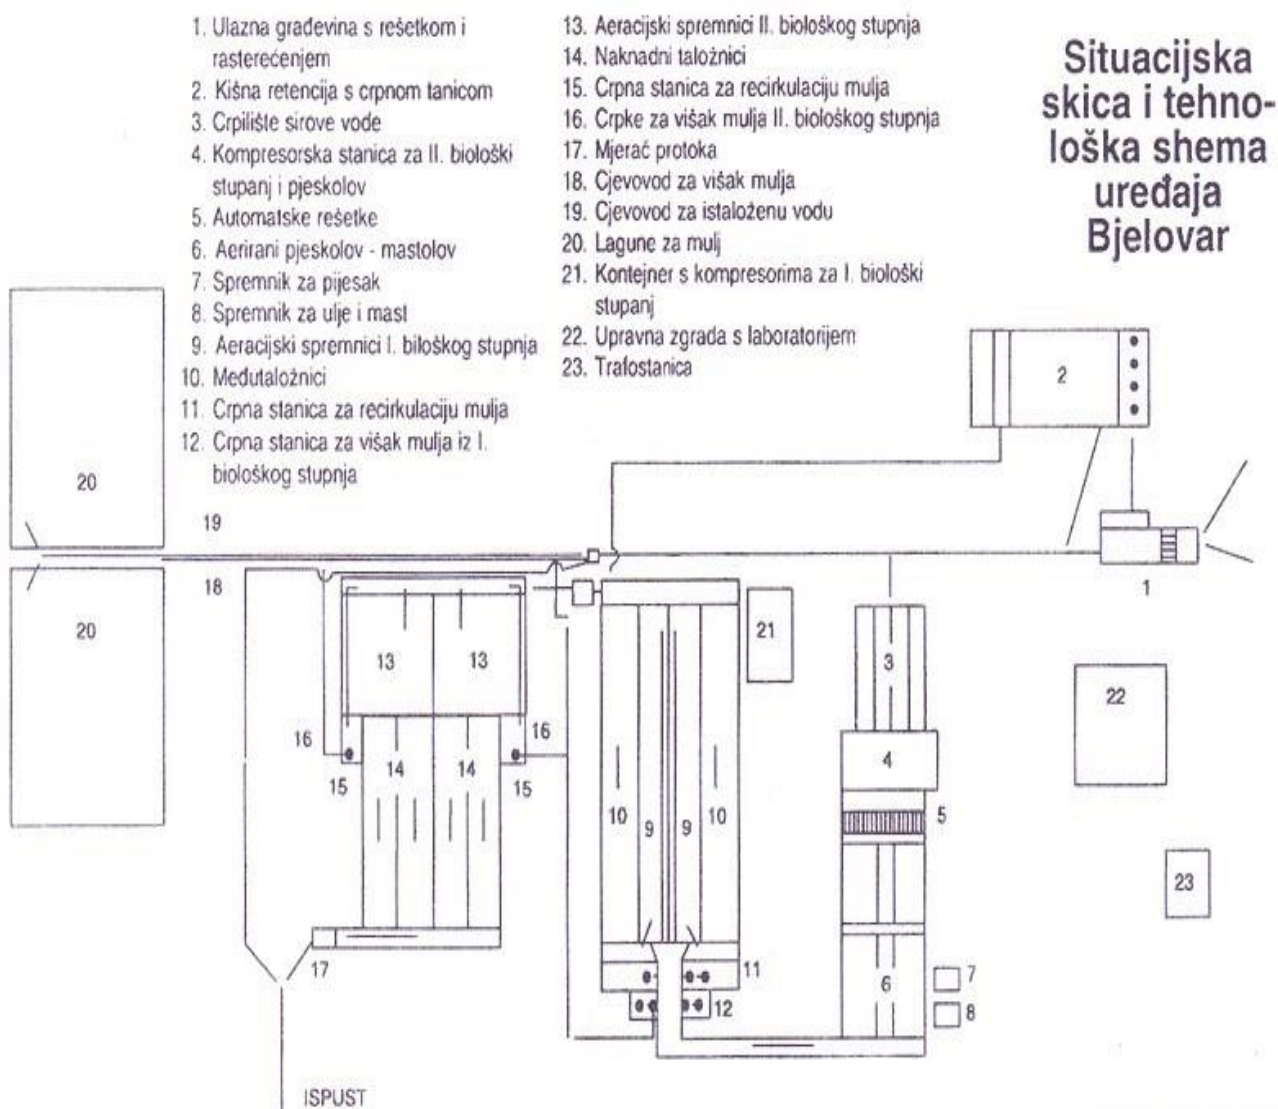 1. Ulazna građevina s rešetkom i
rasterećenjem
2. Kišna retencija s crpnom tanicom
3. Crpilište sirove vode
4. Kompresorska stanica za II. biološki
stupanj i pjeskolov
5. Automatske rešetke
6. Aerirani pjeskolov - mastolov
7. Spremnik za pijesak
8. Spremnik za ulje i mast
9. Aeracijski spremnici I. biloškog stupnja
10. Međutaložnici
11. Crpna stanica za recirkulaciju mulja
12. Crpna stanica za višak mulja iz I.
biološkog stupnja
13. Aeracijski spremnici II. biološkog stupnja
14. Naknadni taložnici
15. Crpna stanica za recirkulaciju mulja
16. Crpke za višak mulja II. biološkog stupnja
17. Mjerač protoka
18. Cjevovod za višak mulja
19. Cjevovod za istaloženu vodu
20. Lagune za mulj
21. Kontejner s kompresorima za I. biološki
stupanj
22. Upravna zgrada s laboratorijem
23. Trafostanica
Situacijska
skica i tehno-
loška shema
uređaja
Bjelovar
2
20
19
18
1
20
21
13 13
3
22
16
16
4
15
14 14
15
10
9 9
10
5
23
17
11
6
7
12
8
ISPUST